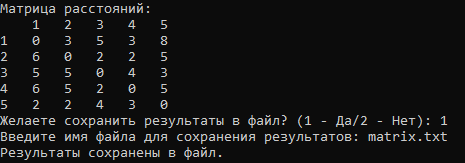 Матрица расстояний:
1 2 3 4 5
1 0 3 5 3 8
2 6 0 2 2 5
3 5 5 0 4 3
4 6 5 2 0 5
5 2 2 4 3 0
Желаете сохранить результаты в файл? (1 - Да/2 - Нет): 1
Введите имя файла для сохранения результатов: matrix.txt
Результаты сохранены в файл.